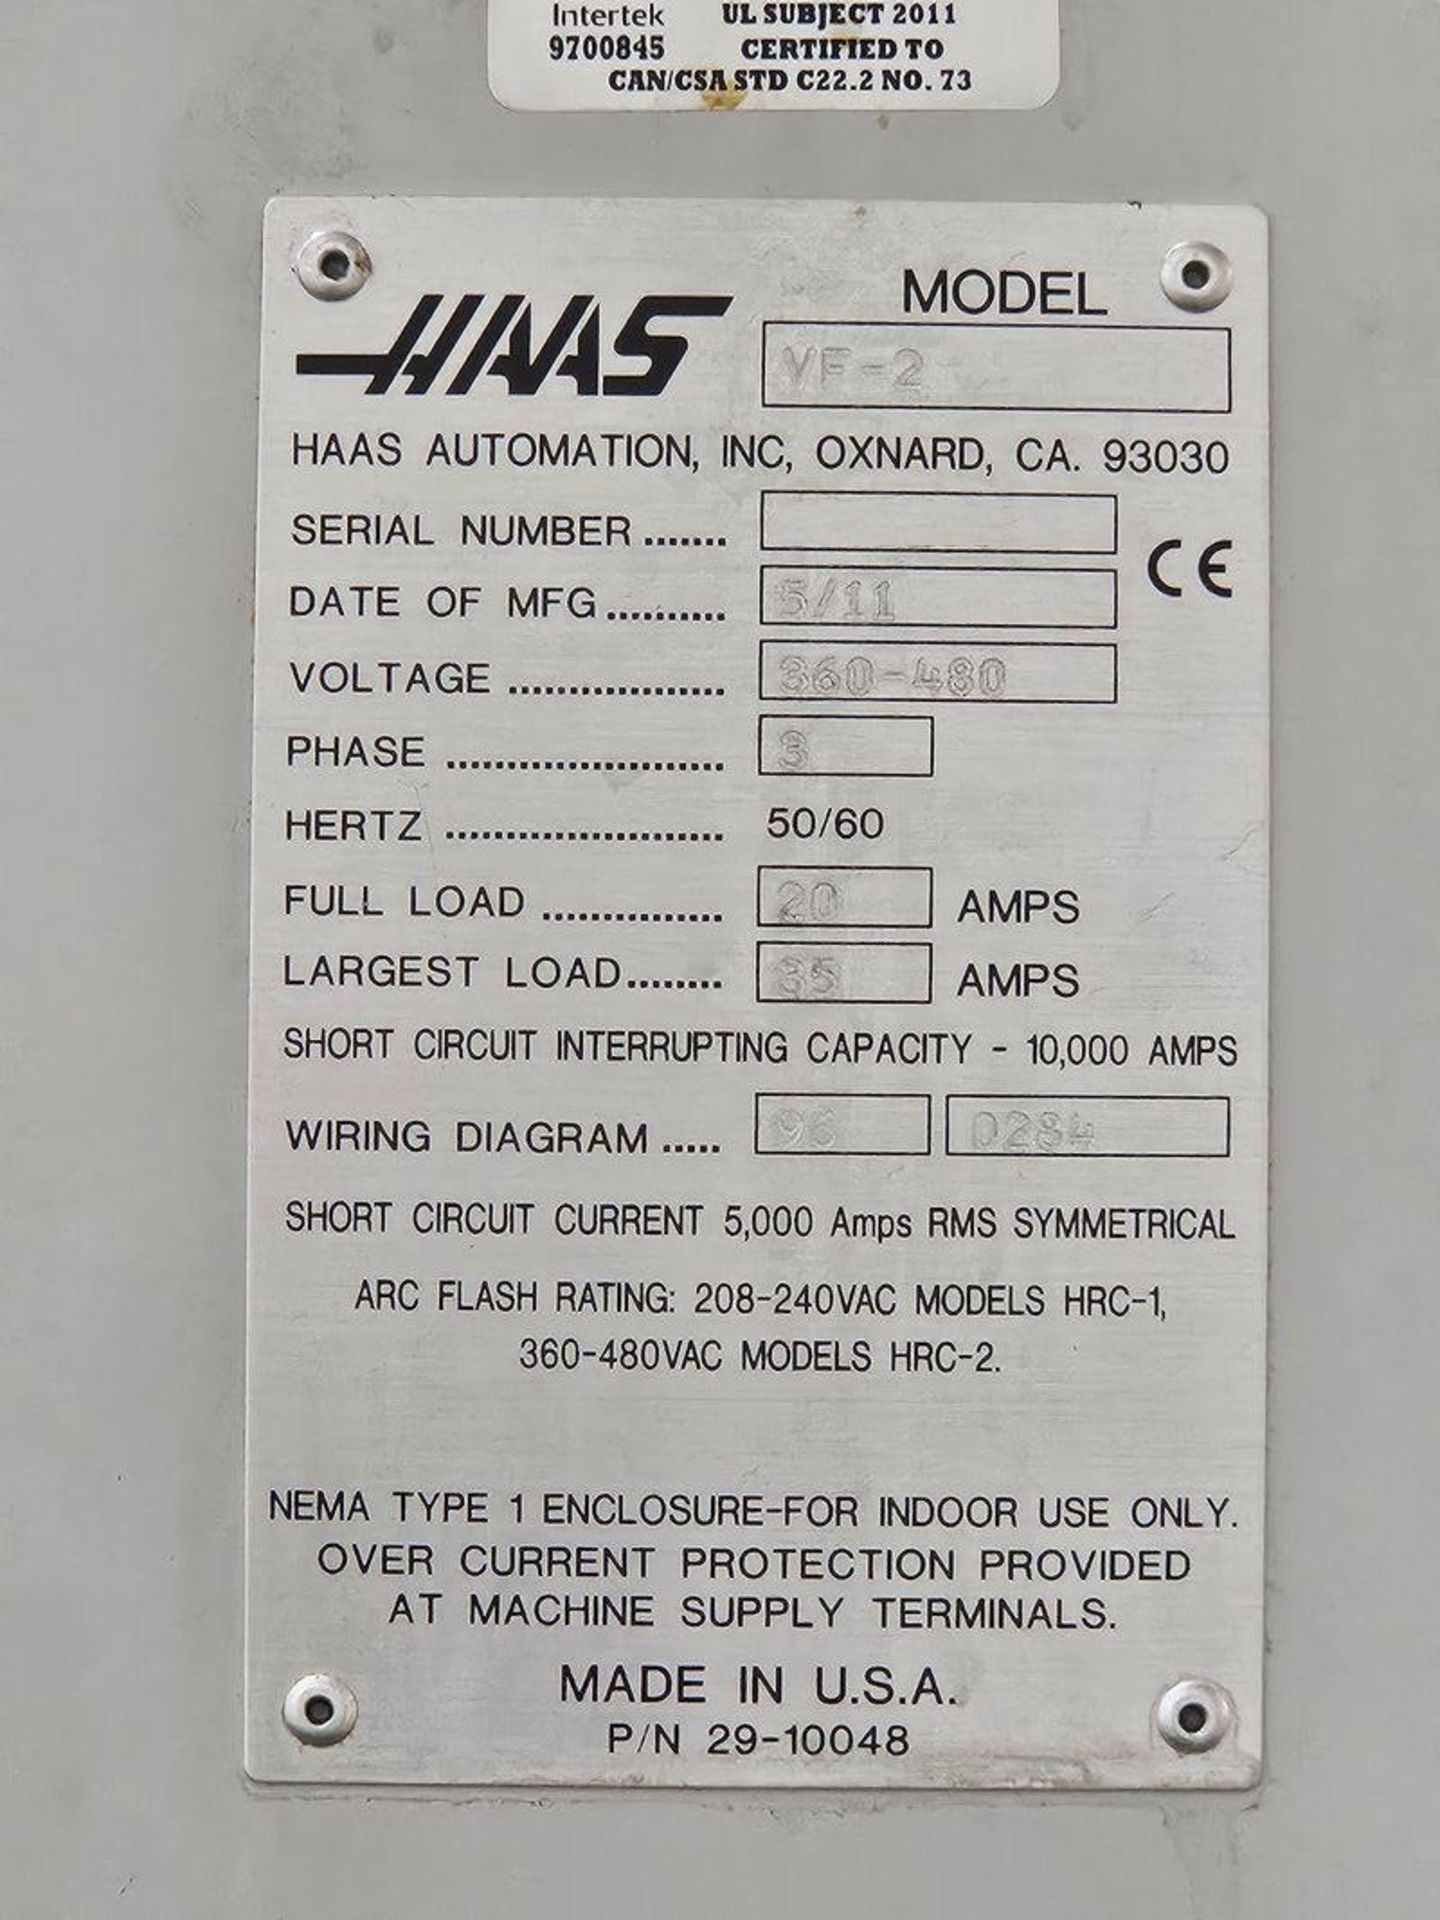 Intertek UL SUBJECT 2011
9700845 CERTIFIED TO
CAN/CSA STD C22.2 NO. 73
HAAS MODEL
VF-2
HAAS AUTOMATION, INC, OXNARD, CA. 93030
SERIAL NUMBER .......
CE
DATE OF MFG .......... 5/11
VOLTAGE .................. 360-480
PHASE ....................... 3
HERTZ ....................... 50/60
FULL LOAD ............... 20 AMPS
LARGEST LOAD ........ 35 AMPS
SHORT CIRCUIT INTERRUPTING CAPACITY - 10,000 AMPS
WIRING DIAGRAM ..... 96 0284
SHORT CIRCUIT CURRENT 5,000 Amps RMS SYMMETRICAL
ARC FLASH RATING: 208-240VAC MODELS HRC-1,
360-480VAC MODELS HRC-2.
NEMA TYPE 1 ENCLOSURE-FOR INDOOR USE ONLY.
OVER CURRENT PROTECTION PROVIDED
AT MACHINE SUPPLY TERMINALS.
MADE IN U.S.A.
P/N 29-10048